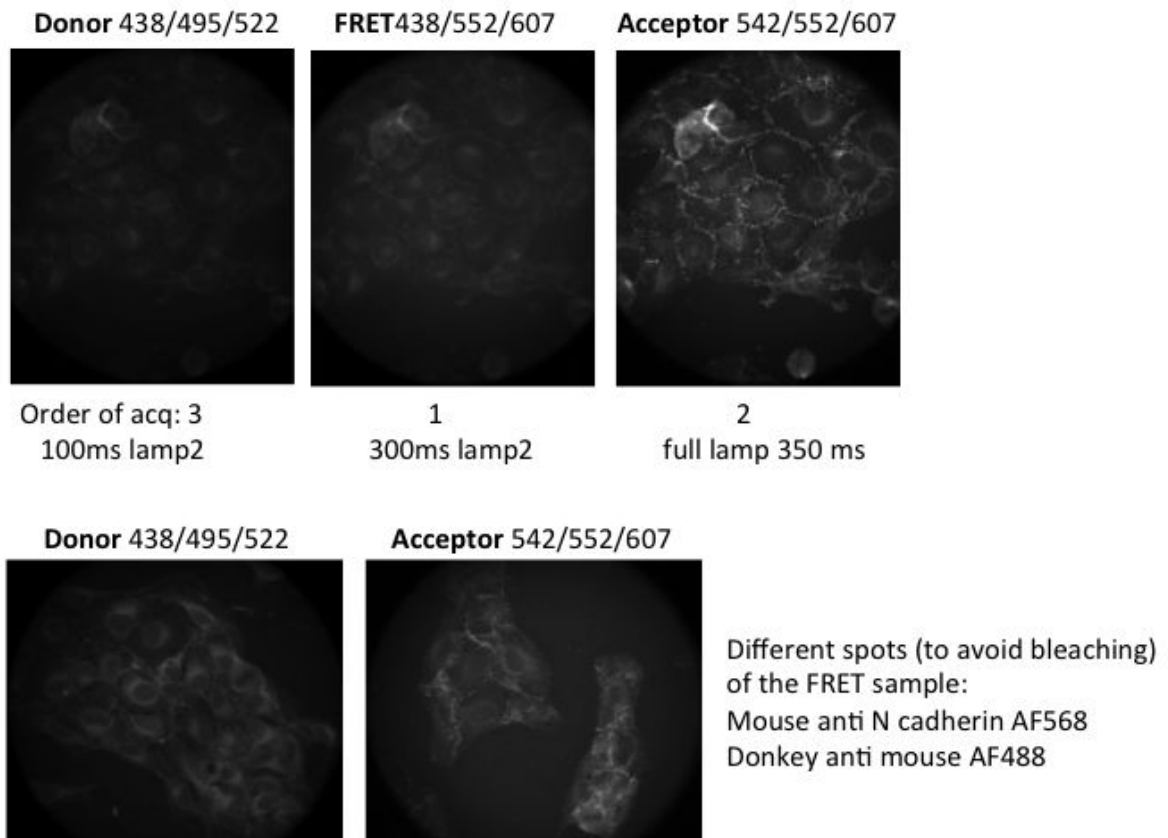 Donor 438/495/522
FRET438/552/607
Acceptor 542/552/607
Order of acq: 3
1
2
100ms lamp2
300ms lamp2
full lamp 350 ms
Donor 438/495/522
Acceptor 542/552/607
Different spots (to avoid bleaching)
of the FRET sample:
Mouse anti N cadherin AF568
Donkey anti mouse AF488